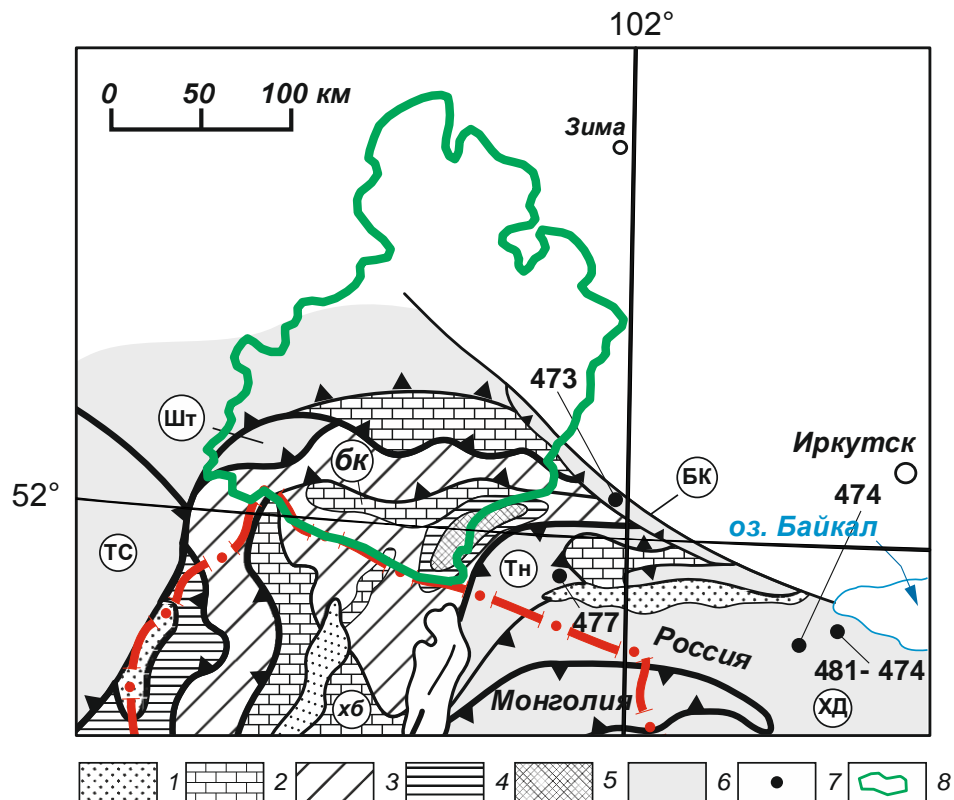 102°
0 50 100 км
Зима
473
Шт
бк
Иркутск
БК
474
52°
оз. Байкал
ТС
Тн
477
Россия
481- 474
Монголия
хб
ХД
1 2 3 4 5 6 7 8